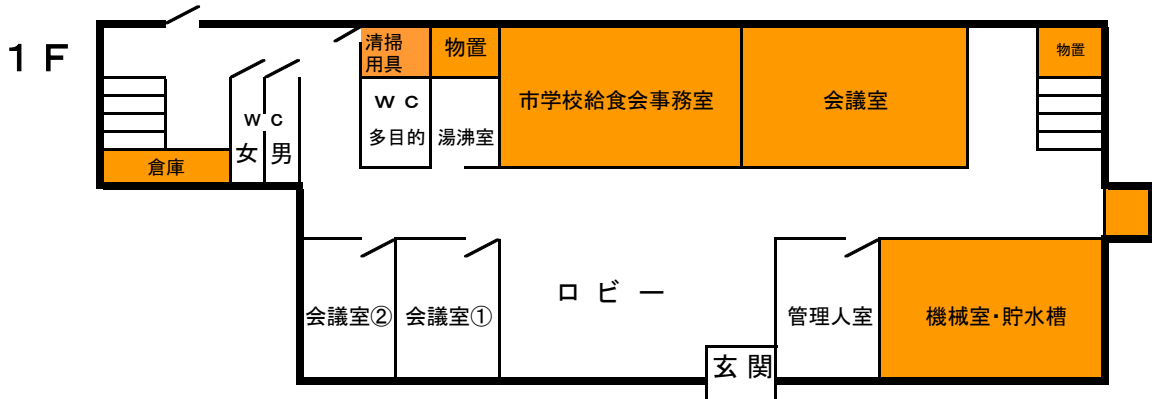 １Ｆ
清掃
用具
物置
市学校給食会事務室
会議室
物置
ＷＣ
多目的
湯沸室
ＷＣ
女
男
倉庫
会議室②
会議室①
ロビー
管理人室
機械室・貯水槽
玄関